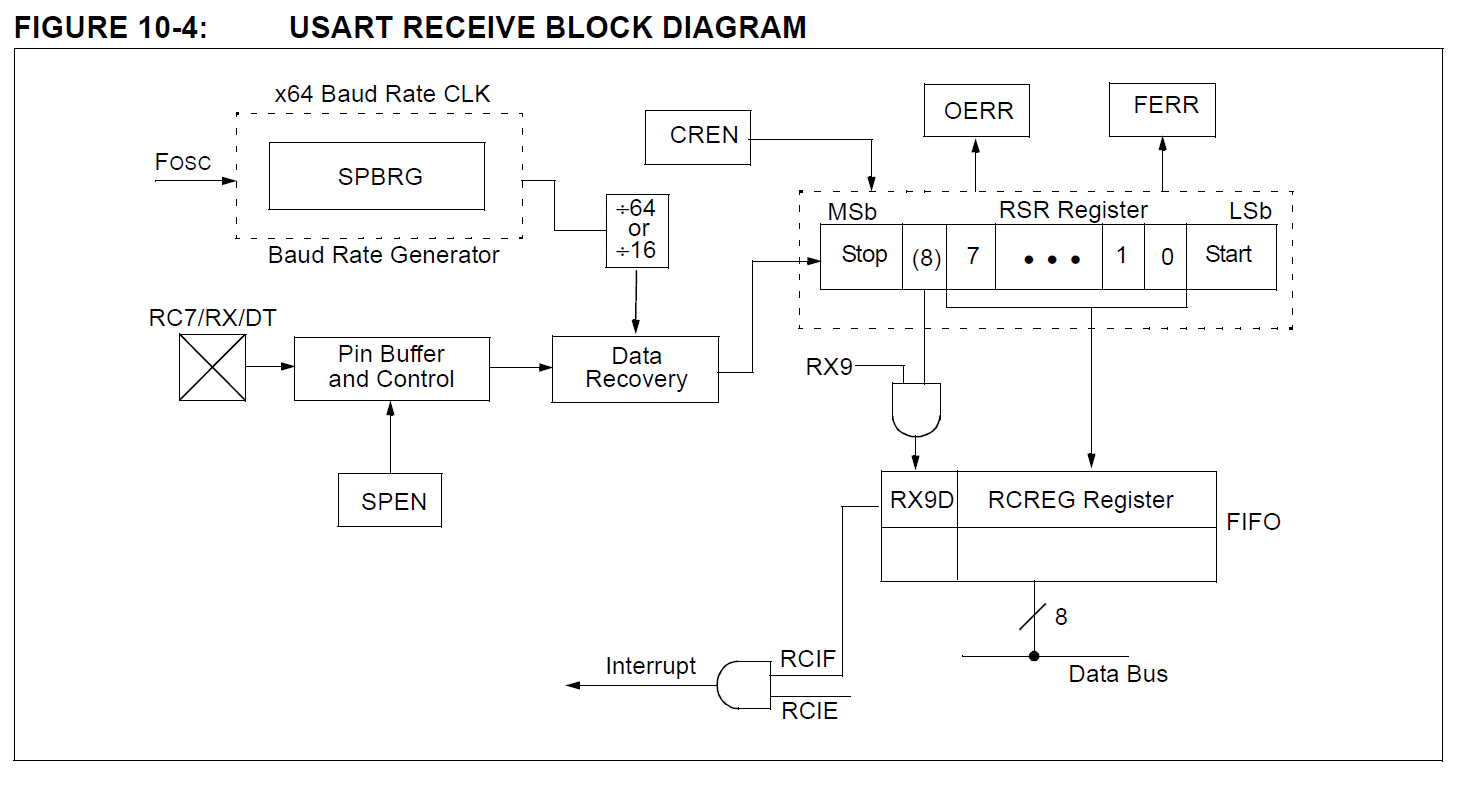 FIGURE 10-4: USART RECEIVE BLOCK DIAGRAM
x64 Baud Rate CLK
FOSC
SPBRG
Baud Rate Generator
÷64
or
÷16
CREN
OERR
FERR
MSb
RSR Register
LSb
Stop
(8)
7
• • •
1
0
Start
RC7/RX/DT
Pin Buffer
and Control
Data
Recovery
SPEN
RX9
RX9D
RCREG Register
FIFO
8
Data Bus
Interrupt
RCIF
RCIE